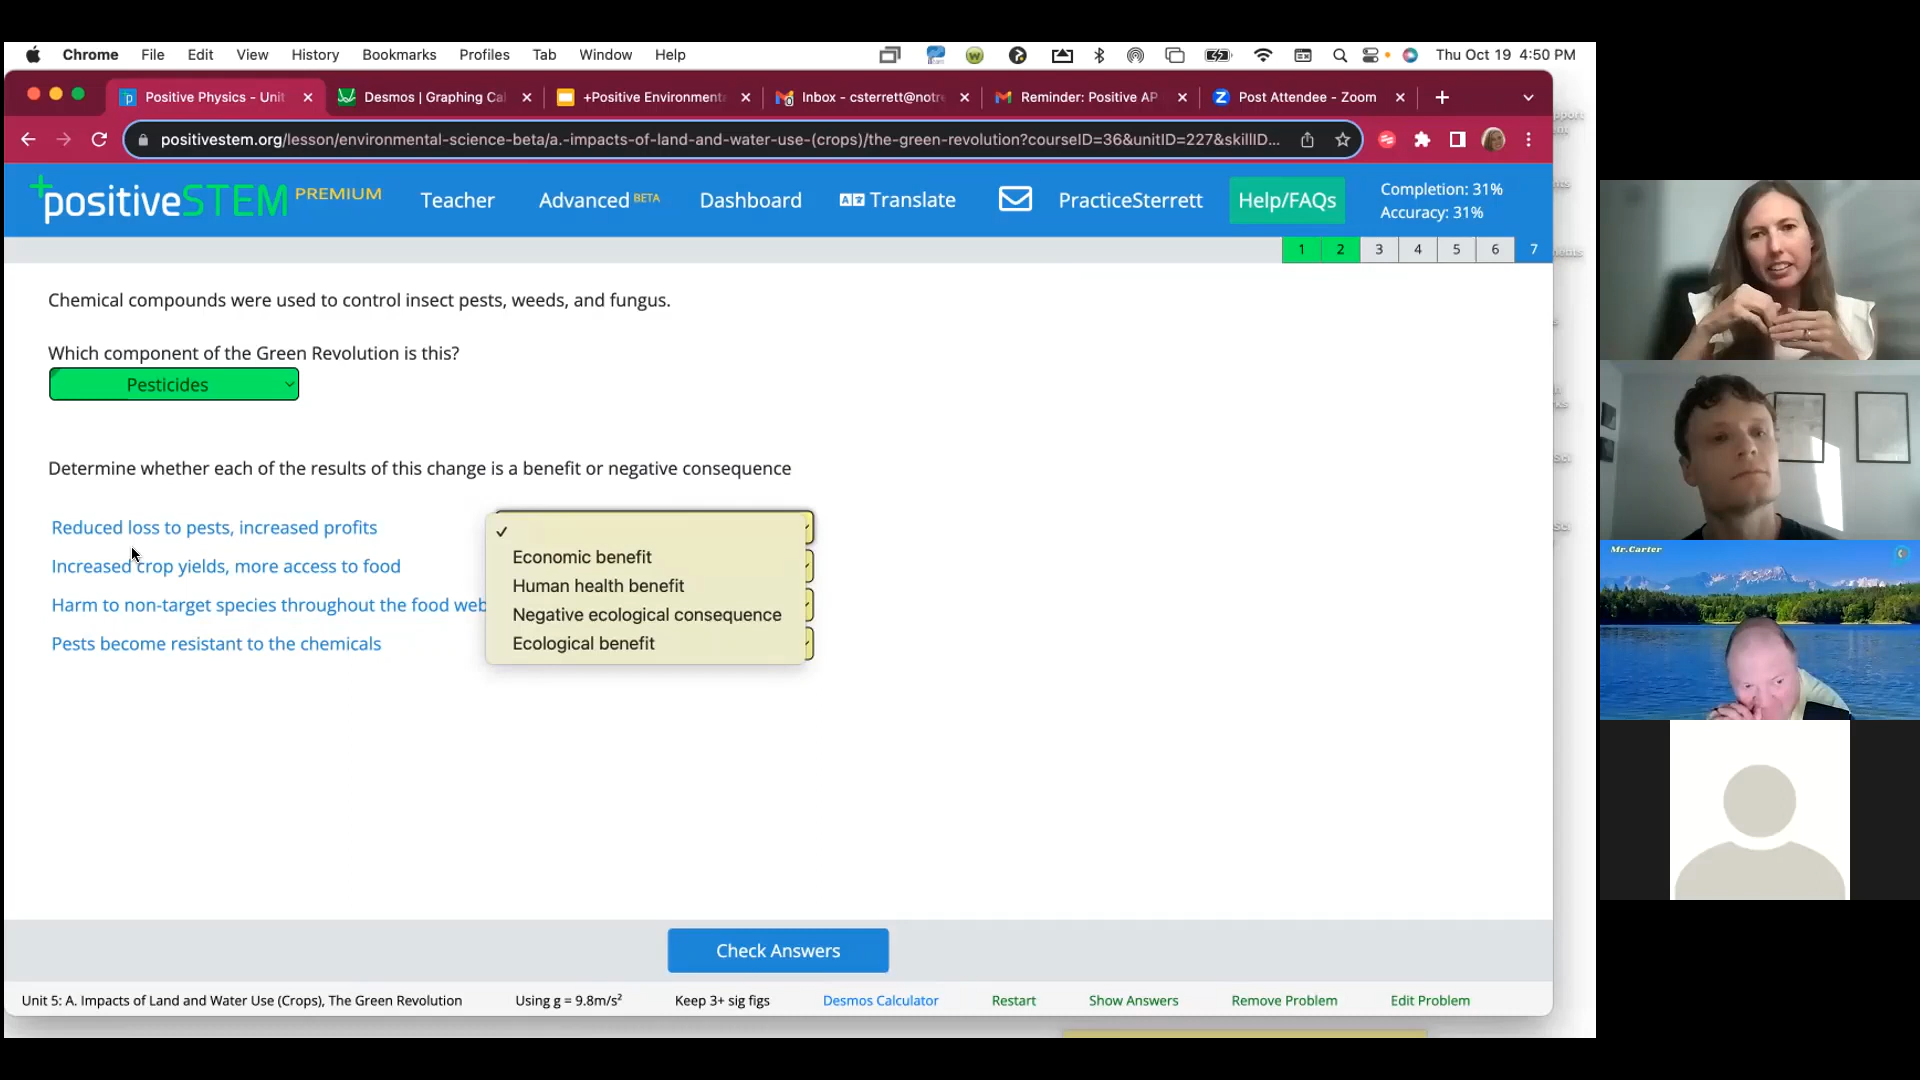 Chrome File Edit View History Bookmarks Profiles Tab Window Help Thu Oct 19 4:50 PM
Positive Physics - Unit
Desmos | Graphing Cal
+Positive Environment
Inbox - csterrett@notre
Reminder: Positive AP
Post Attendee - Zoom
positivestem.org/lesson/environmental-science-beta/a.-impacts-of-land-and-water-use-(crops)/the-green-revolution?courseID=36&unitID=227&skillID...
+positiveSTEM PREMIUM
Teacher
Advanced BETA
Dashboard
Translate
PracticeSterrett
Help/FAQs
Completion: 31%
Accuracy: 31%
1 2 3 4 5 6 7
Chemical compounds were used to control insect pests, weeds, and fungus.
Which component of the Green Revolution is this?
Pesticides
Determine whether each of the results of this change is a benefit or negative consequence
Reduced loss to pests, increased profits
Increased crop yields, more access to food
Harm to non-target species throughout the food web
Pests become resistant to the chemicals
Economic benefit
Human health benefit
Negative ecological consequence
Ecological benefit
Check Answers
Unit 5: A. Impacts of Land and Water Use (Crops), The Green Revolution
Using g = 9.8m/s²
Keep 3+ sig figs
Desmos Calculator
Restart
Show Answers
Remove Problem
Edit Problem
Mr.Carter